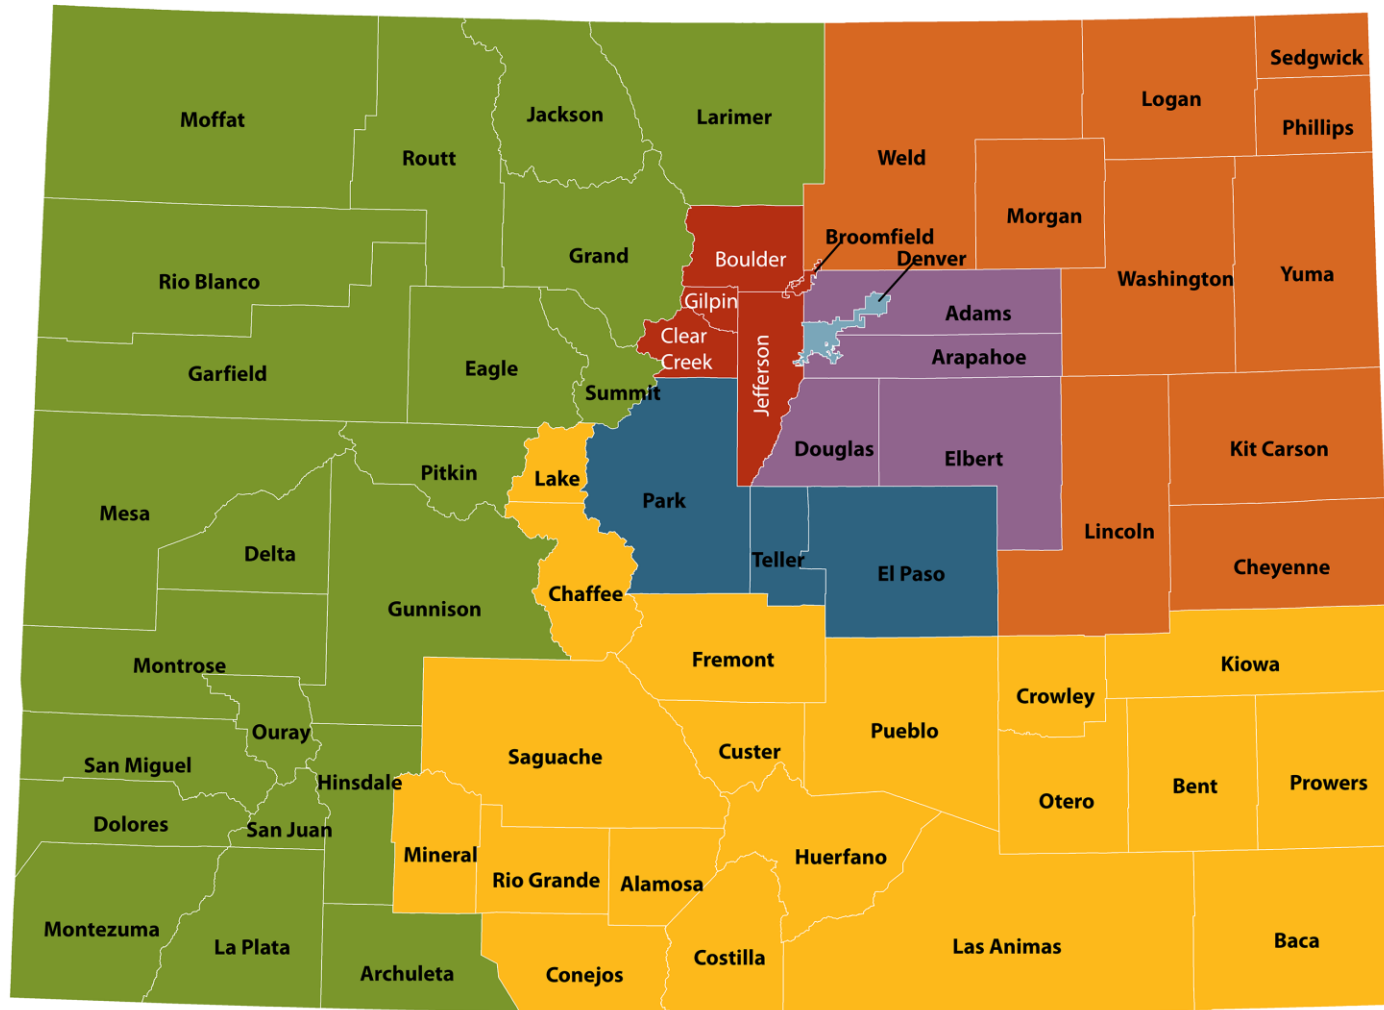 Sedgwick
Logan
Jackson
Larimer
Moffat
Phillips
Routt
Weld
Morgan
Broomfield
Grand
Boulder
Denver
Rio Blanco
Washington
Yuma
Gilpin
Adams
Clear
Creek
Arapahoe
Garfield
Eagle
Jefferson
Summit
Douglas
Elbert
Kit Carson
Pitkin
Lake
Park
Mesa
Lincoln
Delta
Teller
El Paso
Cheyenne
Chaffee
Gunnison
Montrose
Fremont
Kiowa
Crowley
Ouray
Pueblo
Saguache
Custer
San Miguel
Hinsdale
Bent
Prowers
Otero
Dolores
San Juan
Mineral
Huerfano
Rio Grande
Alamosa
Montezuma
La Plata
Las Animas
Baca
Costilla
Archuleta
Conejos